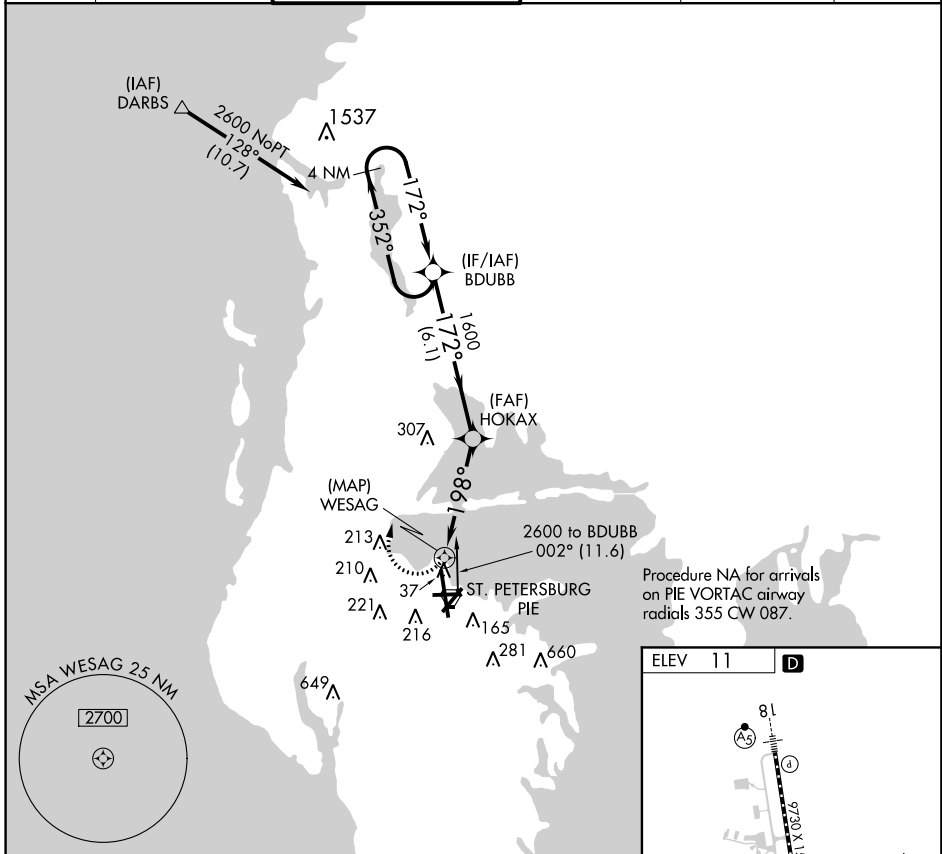 (IAF)
DARBS
2600 NoPT
128°
(10.7)
1537
4 NM
172°
352°
(IF/IAF)
BDUBB
1600
172°
(6.1)
(FAF)
HOKAX
307
198°
(MAP)
WESAG
213
2600 to BDUBB
002° (11.6)
210
37
ST. PETERSBURG
PIE
221
216
165
281
660
649
Procedure NA for arrivals
on PIE VORTAC airway
radials 355 CW 087.
MSA WESAG 25 NM
2700
ELEV 11
D
18
A5
P
9730 X